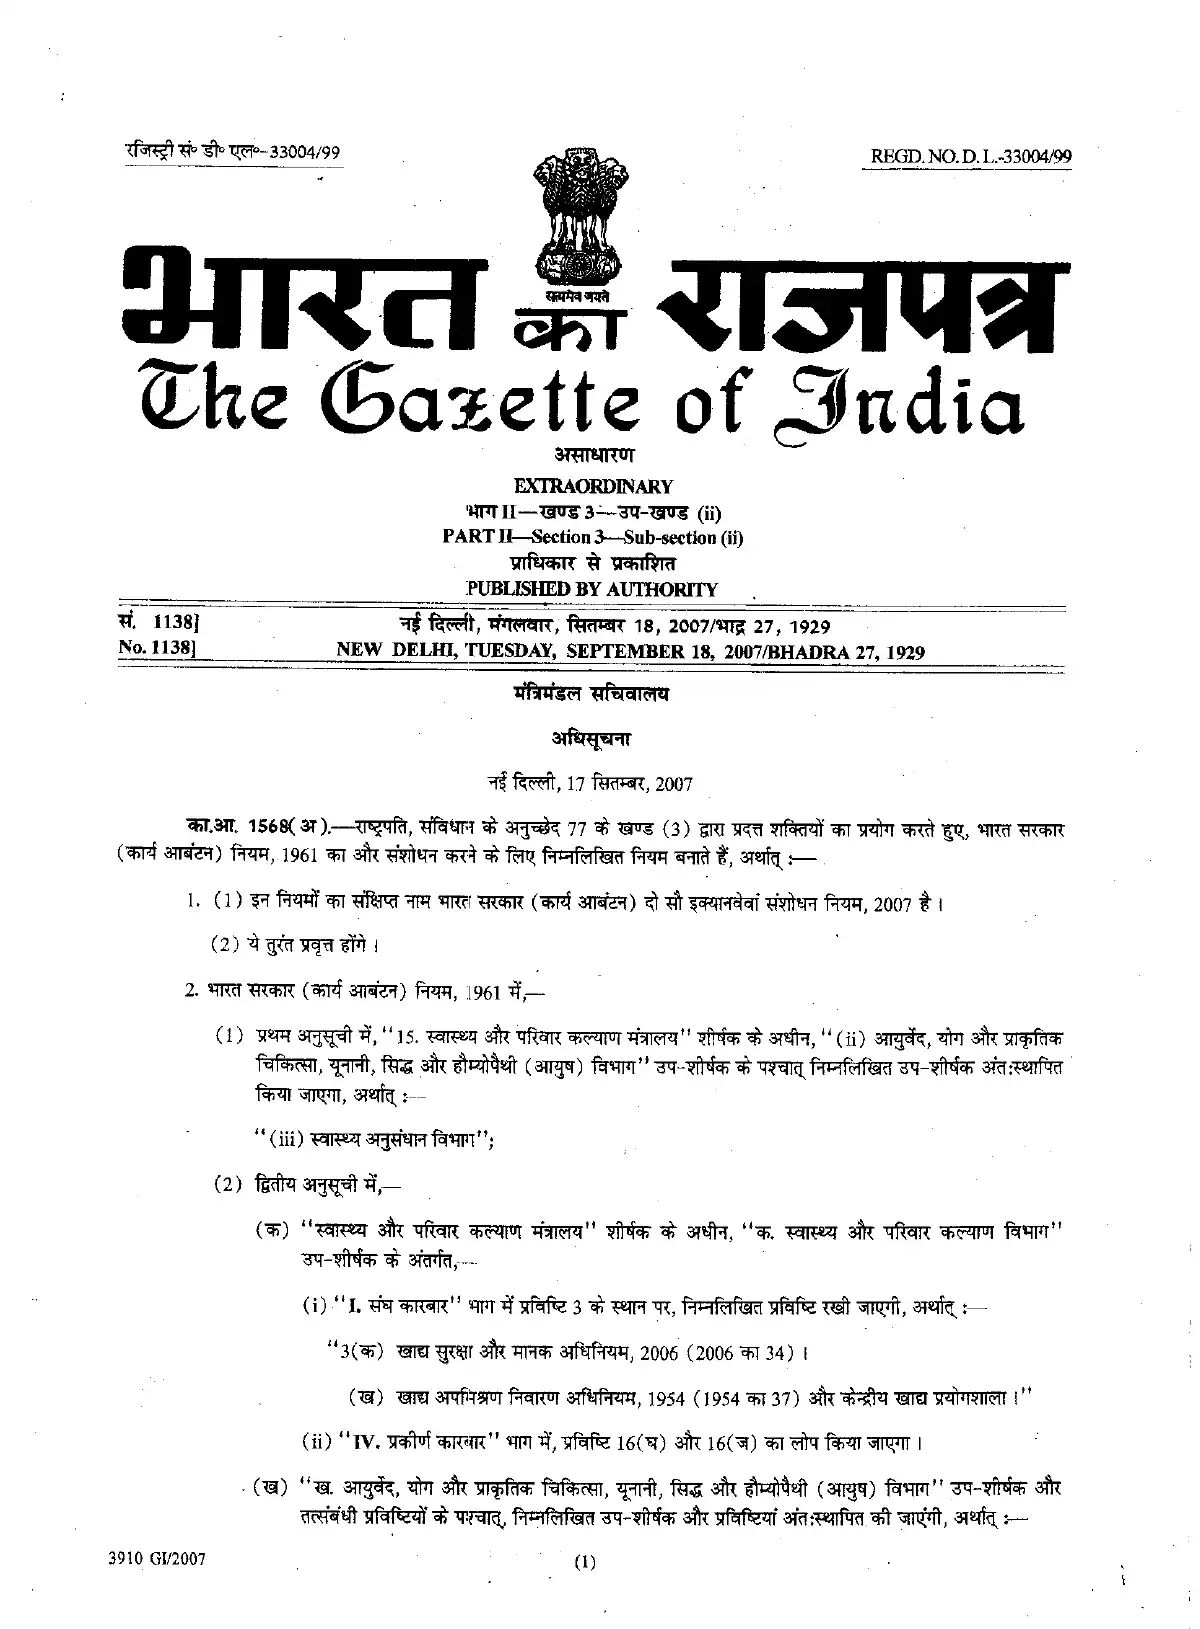 रजिस्ट्री सं० डी० एल०-33004/99
REGD. NO. D. L.-33004/99
सत्यमेव जयते
भारत का राजपत्र
The Gazette of India
असाधारण
EXTRAORDINARY
भाग II—खण्ड 3—उप-खण्ड (ii)
PART II—Section 3—Sub-section (ii)
प्राधिकार से प्रकाशित
PUBLISHED BY AUTHORITY
सं. 1138]
नई दिल्ली, मंगलवार, सितम्बर 18, 2007/भाद्र 27, 1929
No. 1138]
NEW DELHI, TUESDAY, SEPTEMBER 18, 2007/BHADRA 27, 1929
मंत्रिमंडल सचिवालय
अधिसूचना
नई दिल्ली, 17 सितम्बर, 2007
का.आ. 1568(अ).—राष्ट्रपति, संविधान के अनुच्छेद 77 के खण्ड (3) द्वारा प्रदत्त शक्तियों का प्रयोग करते हुए, भारत सरकार
(कार्य आबंटन) नियम, 1961 का और संशोधन करने के लिए निम्नलिखित नियम बनाते हैं, अर्थात् :—
1. (1) इन नियमों का संक्षिप्त नाम भारत सरकार (कार्य आबंटन) दो सौ इक्यानवेवां संशोधन नियम, 2007 है।
(2) ये तुरंत प्रवृत्त होंगे।
2. भारत सरकार (कार्य आबंटन) नियम, 1961 में,—
(1) प्रथम अनुसूची में, "15. स्वास्थ्य और परिवार कल्याण मंत्रालय" शीर्षक के अधीन, "(ii) आयुर्वेद, योग और प्राकृतिक
चिकित्सा, यूनानी, सिद्ध और हौम्योपैथी (आयुष) विभाग" उप-शीर्षक के पश्चात् निम्नलिखित उप-शीर्षक अंत:स्थापित
किया जाएगा, अर्थात् :—
"(iii) स्वास्थ्य अनुसंधान विभाग";
(2) द्वितीय अनुसूची में,—
(क) "स्वास्थ्य और परिवार कल्याण मंत्रालय" शीर्षक के अधीन, "क. स्वास्थ्य और परिवार कल्याण विभाग"
उप-शीर्षक के अंतर्गत,—
(i) "I. संघ कारबार" भाग में प्रविष्टि 3 के स्थान पर, निम्नलिखित प्रविष्टि रखी जाएगी, अर्थात् :—
"3(क) खाद्य सुरक्षा और मानक अधिनियम, 2006 (2006 का 34)।
(ख) खाद्य अपमिश्रण निवारण अधिनियम, 1954 (1954 का 37) और केन्द्रीय खाद्य प्रयोगशाला।"
(ii) "IV. प्रकीर्ण कारबार" भाग में, प्रविष्टि 16(घ) और 16(ज) का लोप किया जाएगा।
(ख) "ख. आयुर्वेद, योग और प्राकृतिक चिकित्सा, यूनानी, सिद्ध और हौम्योपैथी (आयुष) विभाग" उप-शीर्षक और
तत्संबंधी प्रविष्टियों के पश्चात्, निम्नलिखित उप-शीर्षक और प्रविष्टियां अंत:स्थापित की जाएंगी, अर्थात् :—
3910 GI/2007
(1)